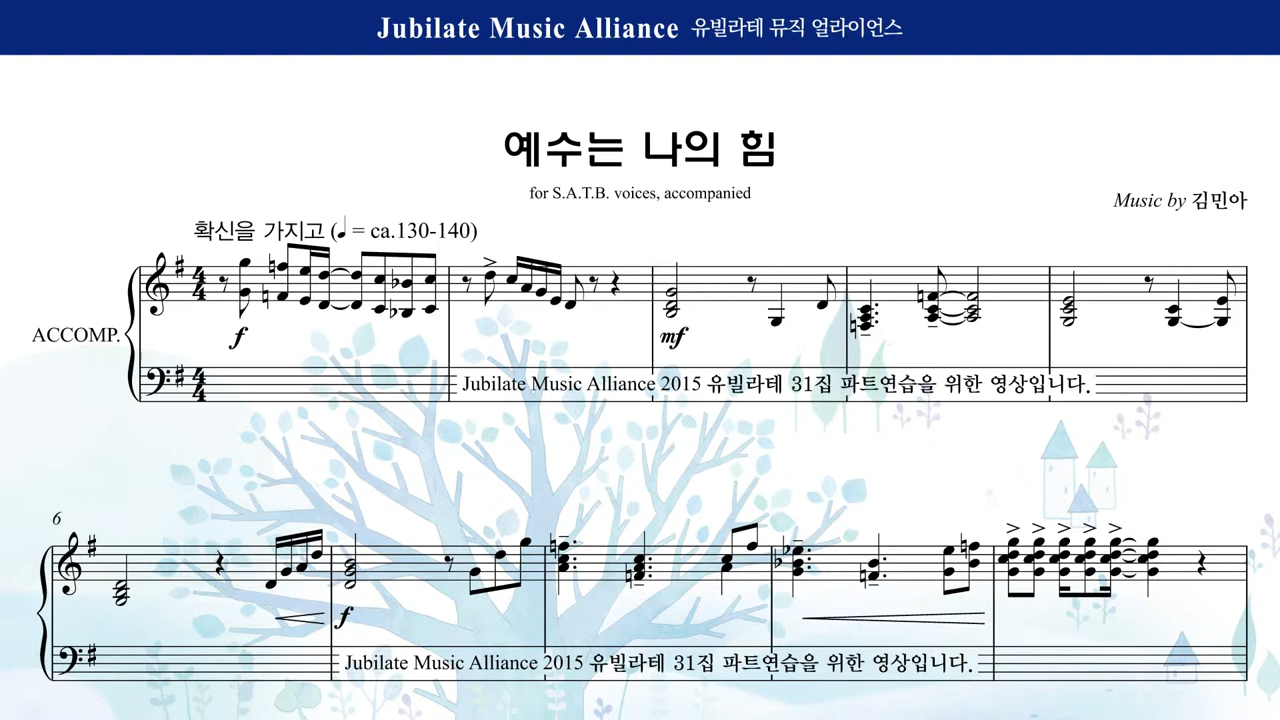 Jubilate Music Alliance 유빌라테 뮤직 얼라이언스
예수는 나의 힘
for S.A.T.B. voices, accompanied
Music by 김민아
확신을 가지고 (♩ = ca.130-140)
ACCOMP.
f
mf
Jubilate Music Alliance 2015 유빌라테 31집 파트연습을 위한 영상입니다.
6
f
Jubilate Music Alliance 2015 유빌라테 31집 파트연습을 위한 영상입니다.